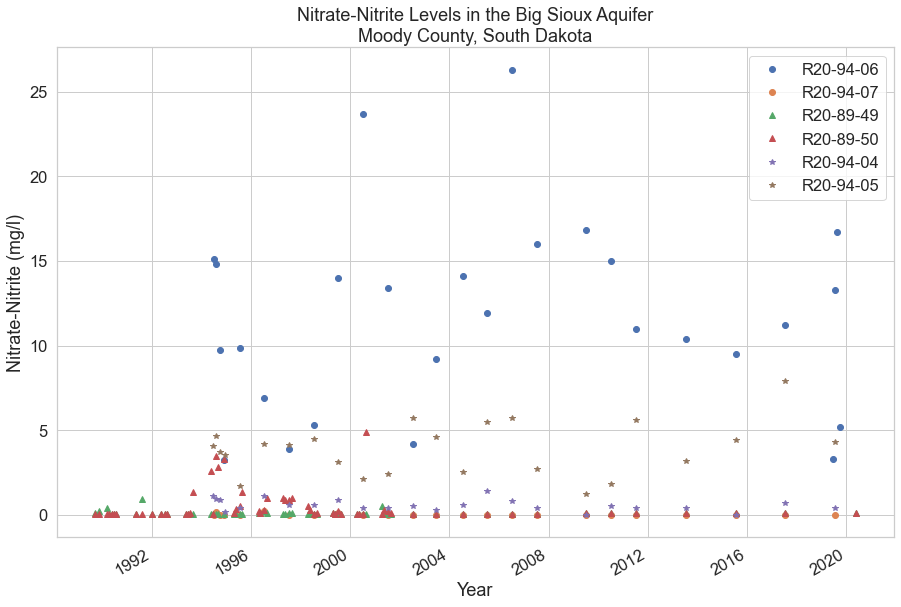 Nitrate-Nitrite Levels in the Big Sioux Aquifer
Moody County, South Dakota
R20-94-06
R20-94-07
R20-89-49
R20-89-50
R20-94-04
R20-94-05
Nitrate-Nitrite (mg/l)
25
20
15
10
5
0
1992
1996
2000
2004
2008
2012
2016
2020
Year